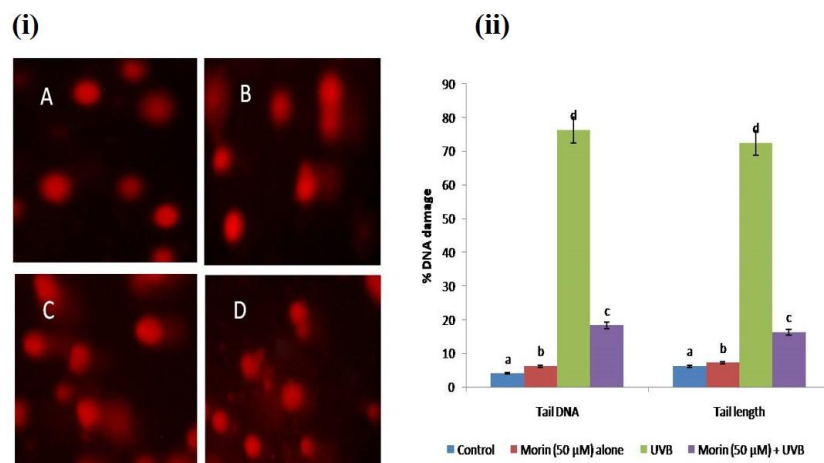 (i)
(ii)
A
B
C
D
% DNA damage
90
80
70
60
50
40
30
20
10
0
a
b
d
c
a
b
d
c
Tail DNA
Tail length
Control
Morin (50 µM) alone
UVB
Morin (50 µM) + UVB